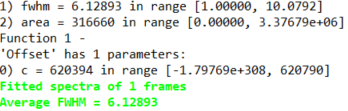 1) fwhm = 6.12893 in range [1.00000, 10.0792]
2) area = 316660 in range [0.00000, 3.37679e+06]
Function 1 -
'Offset' has 1 parameters:
0) c = 620394 in range [-1.79769e+308, 620790]
Fitted spectra of 1 frames
Average FWHM = 6.12893